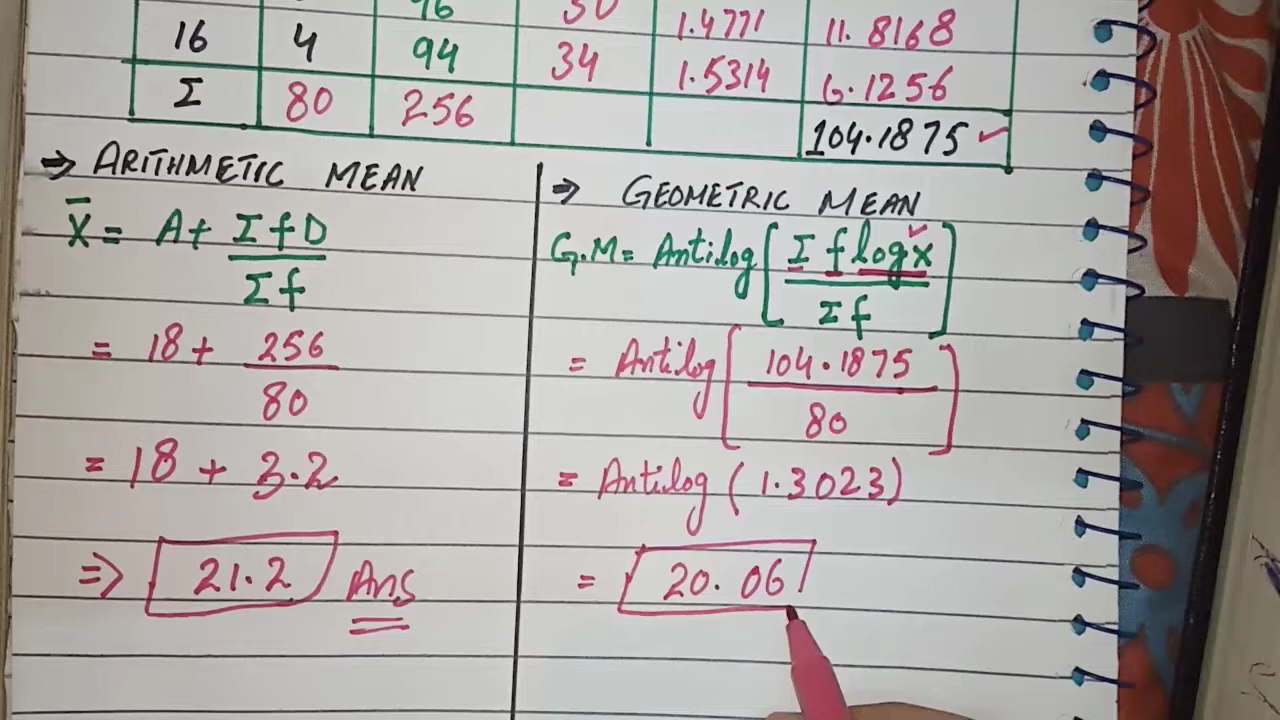 96 30 1.4771 11.8168
16 4 94 34 1.5314 6.1256
Σ 80 256 104.1875 ✓
⇒ ARITHMETIC MEAN
X̄ = A+ ΣfD
Σf
= 18+ 256
80
= 18 + 3.2
⇒ 21.2 Ans
⇒ GEOMETRIC MEAN
G.M = Antilog[ Σ f log x
Σf ]
= Antilog[ 104.1875
80 ]
= Antilog (1.3023)
= 20.06